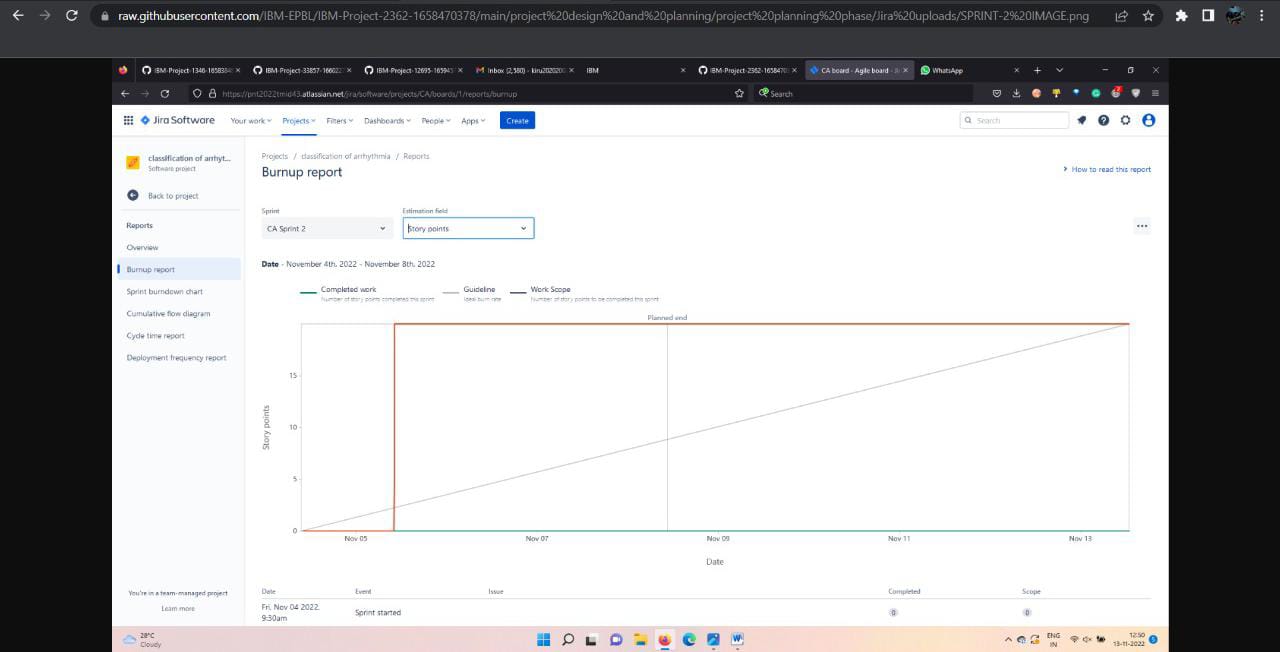 raw.githubusercontent.com/IBM-EPBL/IBM-Project-2362-1658470378/main/project%20design%20and%20planning/project%20planning%20phase/Jira%20uploads/SPRINT-2%20IMAGE.png
IBM-Project-1346-16583840 IBM-Project-33857-166022 IBM-Project-12695-165945 Inbox (2,580) - kiru2020200 IBM IBM-Project-2362-1658470 CA board - Agile board - Ji WhatsApp
https://pnt2022tmid43.atlassian.net/jira/software/projects/CA/boards/1/reports/burnup Search
Jira Software Your work Projects Filters Dashboards People Apps Create Search
classification of arrhyt...
Software project
Back to project
Reports
Overview
Burnup report
Sprint burndown chart
Cumulative flow diagram
Cycle time report
Deployment frequency report
You're in a team-managed project
Learn more
Projects / classification of arrhythmia / Reports
Burnup report
How to read this report
Sprint Estimation field
CA Sprint 2 Story points
Date - November 4th, 2022 - November 8th, 2022
Completed work Guideline Work Scope
Number of story points completed this sprint Ideal burn rate Number of story points to be completed this sprint
Planned end
15
10
5
0
Story points
Nov 05 Nov 07 Nov 09 Nov 11 Nov 13
Date
Date Event Issue Completed Scope
Fri, Nov 04 2022, 9:30am Sprint started 0 0
28°C
Cloudy
ENG
IN
12:50
13-11-2022
5